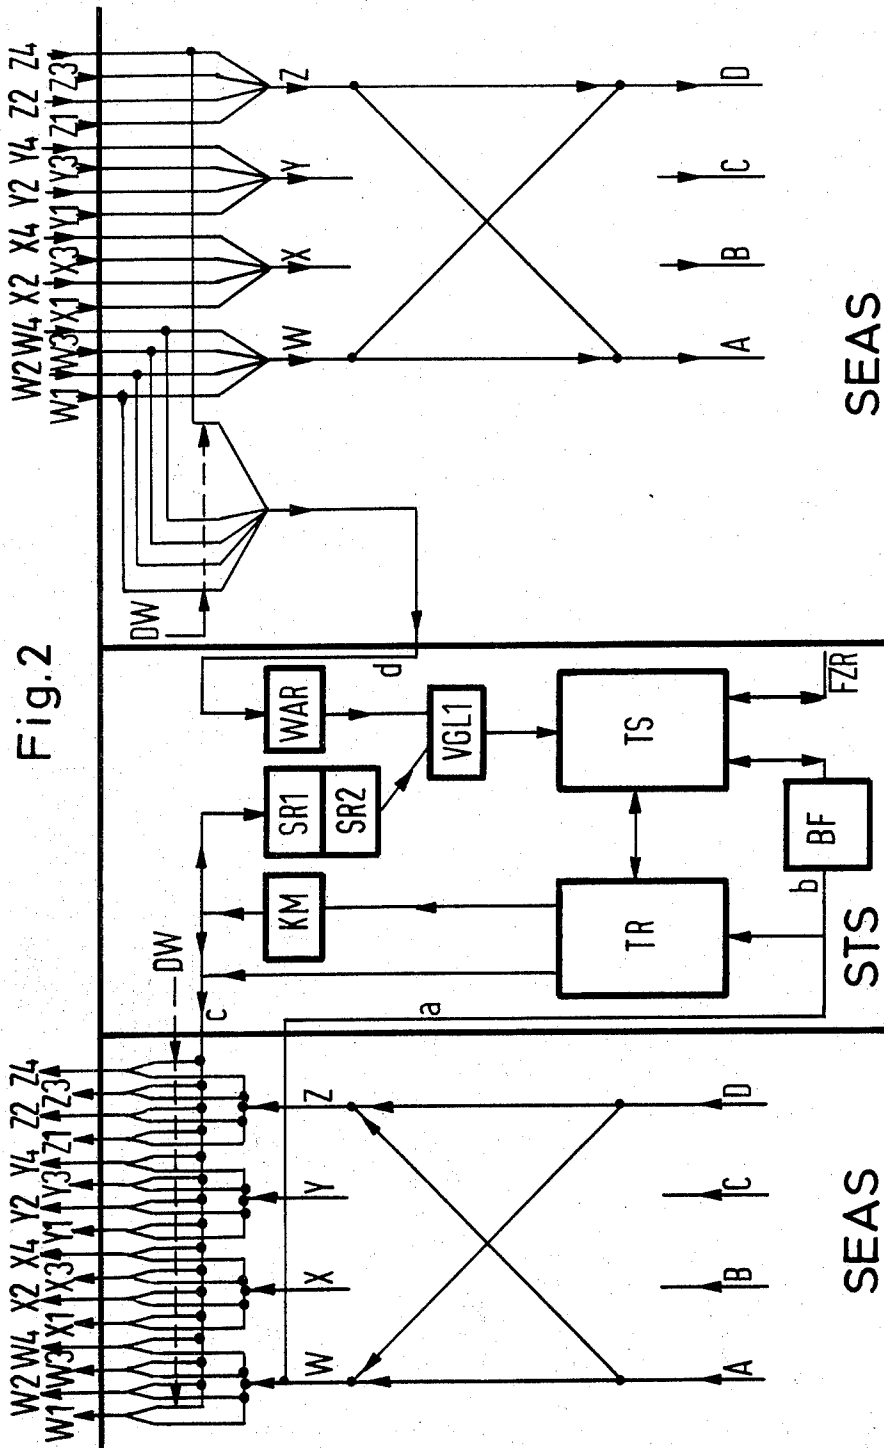 Fig.2
W1 W2 W3 W4 X1 X2 X3 X4 Y1 Y2 Y3 Y4 Z1 Z2 Z3 Z4
DW
W X Y Z
A B C D
SEAS
a
c
DW
KM
SR1
SR2
WAR
d
VGL1
TR
TS
b
BF
FZR
STS
W1 W2 W3 W4 X1 X2 X3 X4 Y1 Y2 Y3 Y4 Z1 Z2 Z3 Z4
DW
W X Y Z
A B C D
SEAS